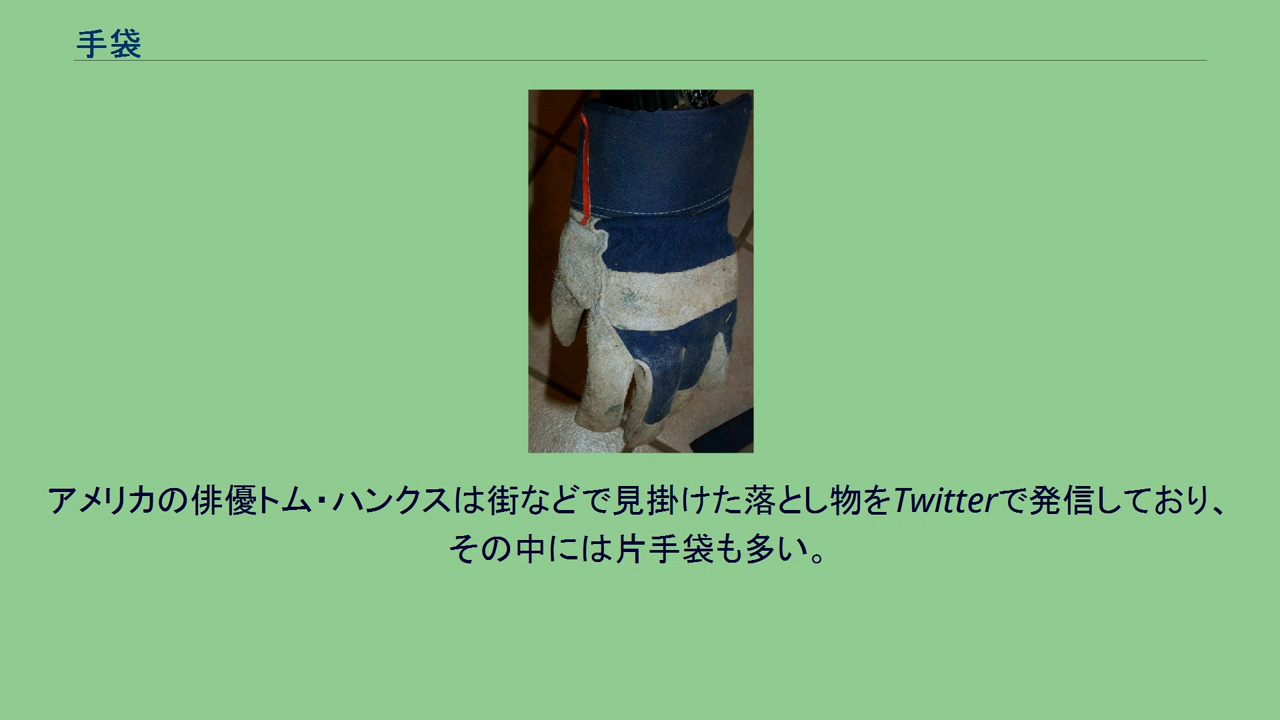 手袋
アメリカの俳優トム・ハンクスは街などで見掛けた落とし物をTwitterで発信しており、
その中には片手袋も多い。